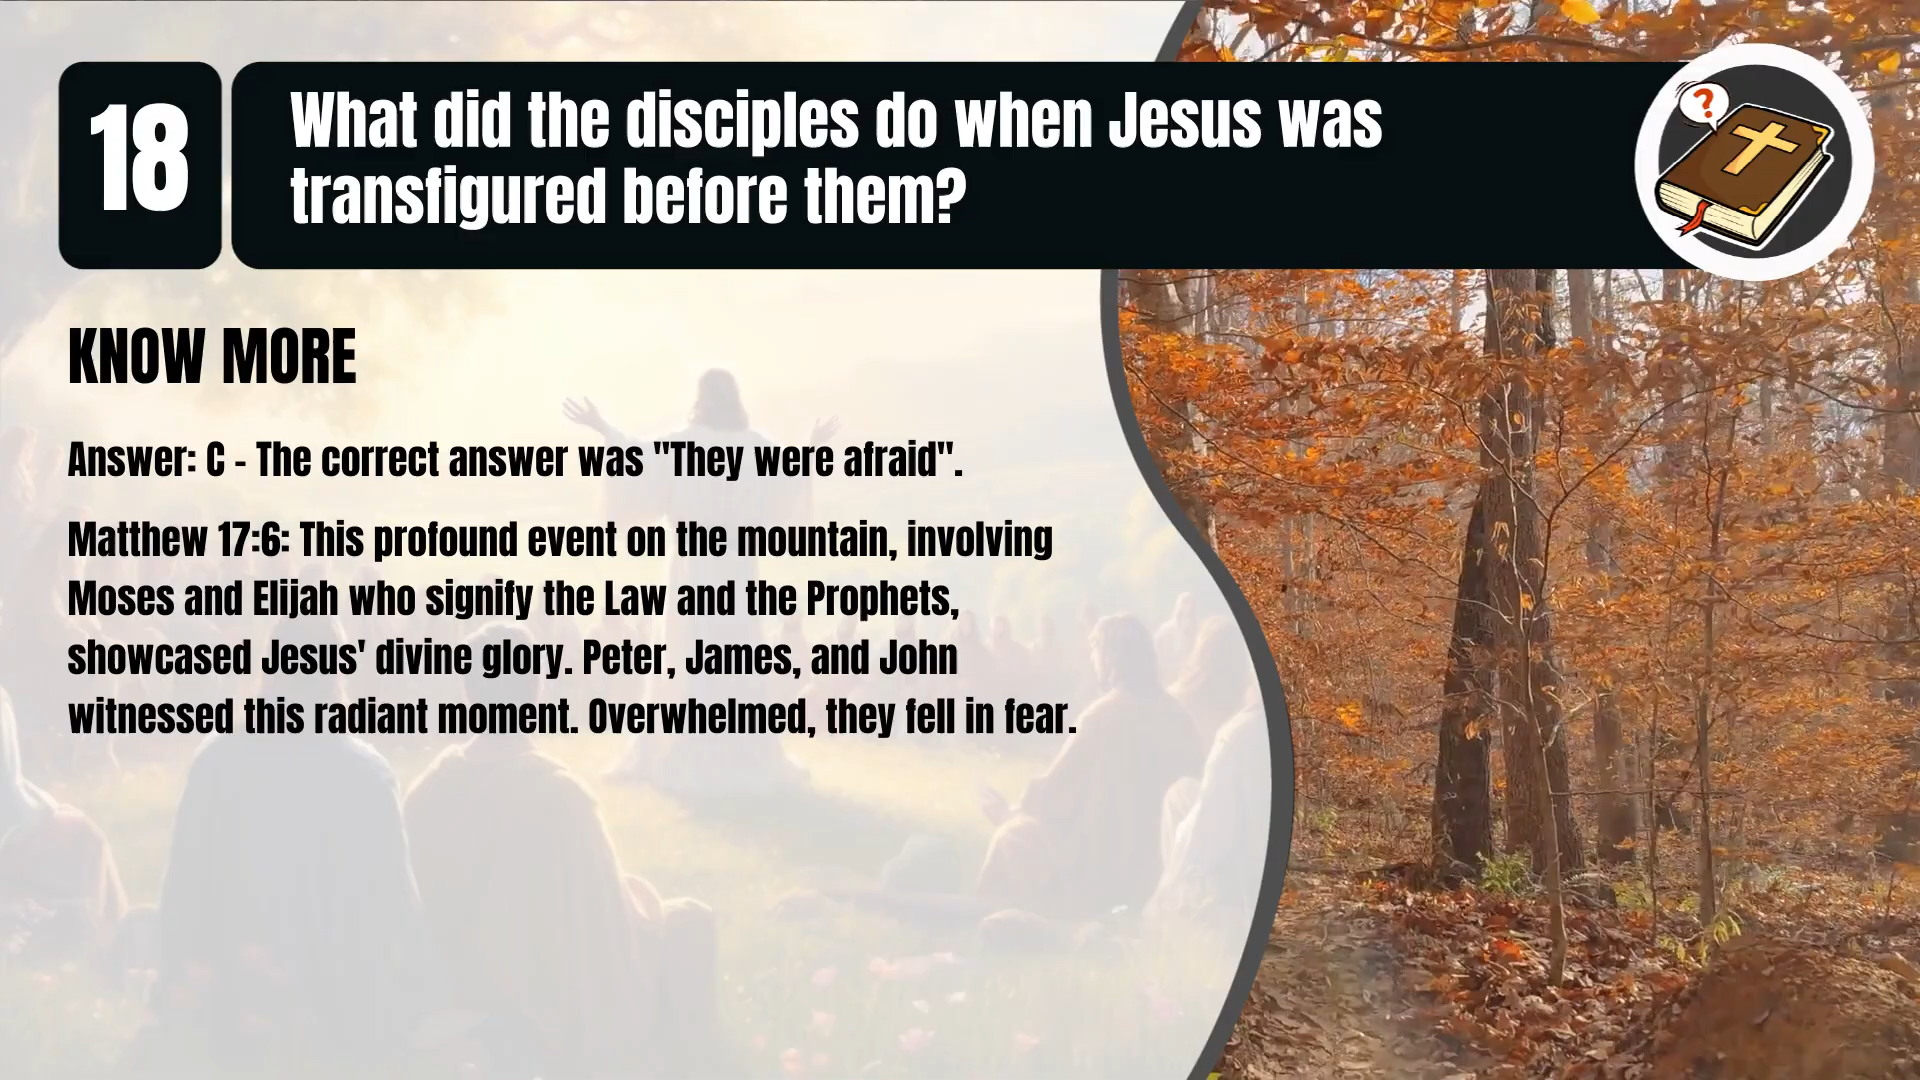 18
What did the disciples do when Jesus was
transfigured before them?
?
KNOW MORE
Answer: C - The correct answer was "They were afraid".
Matthew 17:6: This profound event on the mountain, involving
Moses and Elijah who signify the Law and the Prophets,
showcased Jesus' divine glory. Peter, James, and John
witnessed this radiant moment. Overwhelmed, they fell in fear.